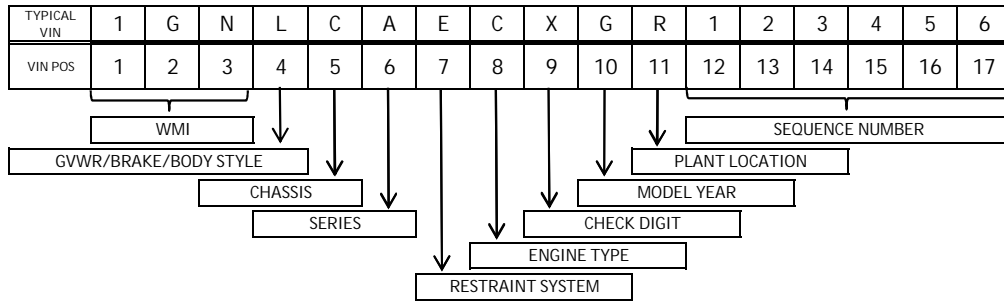 TYPICAL VIN 1 G N L C A E C X G R 1 2 3 4 5 6
VIN POS 1 2 3 4 5 6 7 8 9 10 11 12 13 14 15 16 17
WMI SEQUENCE NUMBER
GVWR/BRAKE/BODY STYLE PLANT LOCATION
CHASSIS MODEL YEAR
SERIES CHECK DIGIT
ENGINE TYPE
RESTRAINT SYSTEM